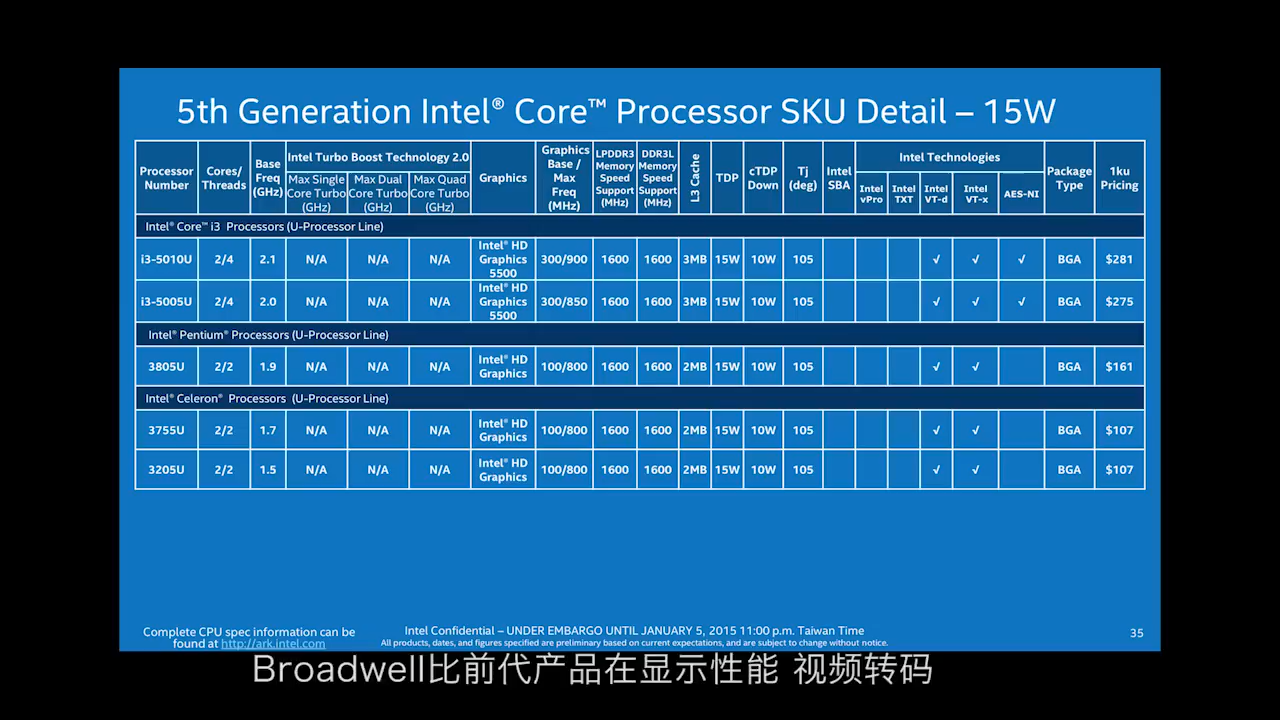 5th Generation Intel® Core™ Processor SKU Detail – 15W
Processor Number Cores/Threads Base Freq (GHz) Intel Turbo Boost Technology 2.0 Graphics Graphics Base / Max Freq (MHz) LPDDR3 Memory Speed Support (MHz) DDR3L Memory Speed Support (MHz) L3 Cache TDP cTDP Down Tj (deg) Intel SBA Intel Technologies Package Type 1ku Pricing
Max Single Core Turbo (GHz) Max Dual Core Turbo (GHz) Max Quad Core Turbo (GHz) Intel vPro Intel TXT Intel VT-d Intel VT-x AES-NI
Intel® Core™ i3 Processors (U-Processor Line)
i3-5010U 2/4 2.1 N/A N/A N/A Intel® HD Graphics 5500 300/900 1600 1600 3MB 15W 10W 105 √ √ √ BGA $281
i3-5005U 2/4 2.0 N/A N/A N/A Intel® HD Graphics 5500 300/850 1600 1600 3MB 15W 10W 105 √ √ √ BGA $275
Intel® Pentium® Processors (U-Processor Line)
3805U 2/2 1.9 N/A N/A N/A Intel® HD Graphics 100/800 1600 1600 2MB 15W 10W 105 √ √ BGA $161
Intel® Celeron® Processors (U-Processor Line)
3755U 2/2 1.7 N/A N/A N/A Intel® HD Graphics 100/800 1600 1600 2MB 15W 10W 105 √ √ BGA $107
3205U 2/2 1.5 N/A N/A N/A Intel® HD Graphics 100/800 1600 1600 2MB 15W 10W 105 √ √ BGA $107
Complete CPU spec information can be
found at http://ark.intel.com
Intel Confidential – UNDER EMBARGO UNTIL JANUARY 5, 2015 11:00 p.m. Taiwan Time
All products, dates, and figures specified are preliminary based on current expectations, and are subject to change without notice.
35
Broadwell比前代产品在显示性能 视频转码